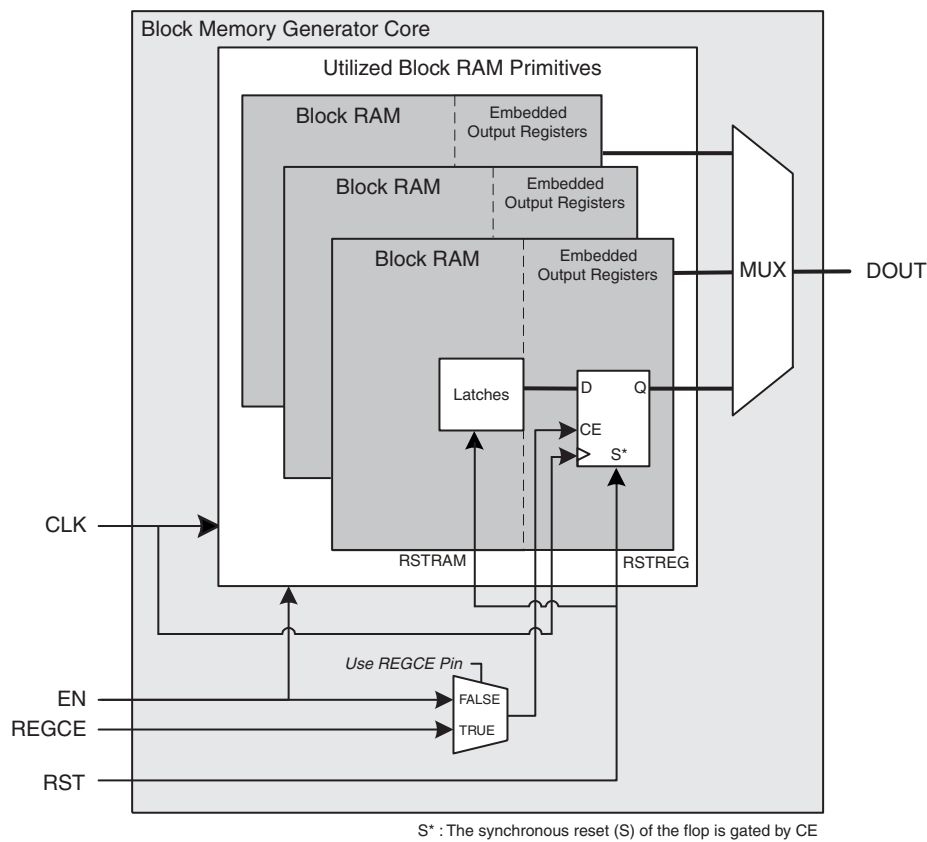 Block Memory Generator Core
Utilized Block RAM Primitives
Block RAM
Embedded
Output Registers
Block RAM
Embedded
Output Registers
Block RAM
Embedded
Output Registers
MUX
DOUT
Latches
D
Q
CE
S*
CLK
RSTRAM
RSTREG
Use REGCE Pin
EN
FALSE
REGCE
TRUE
RST
S* : The synchronous reset (S) of the flop is gated by CE